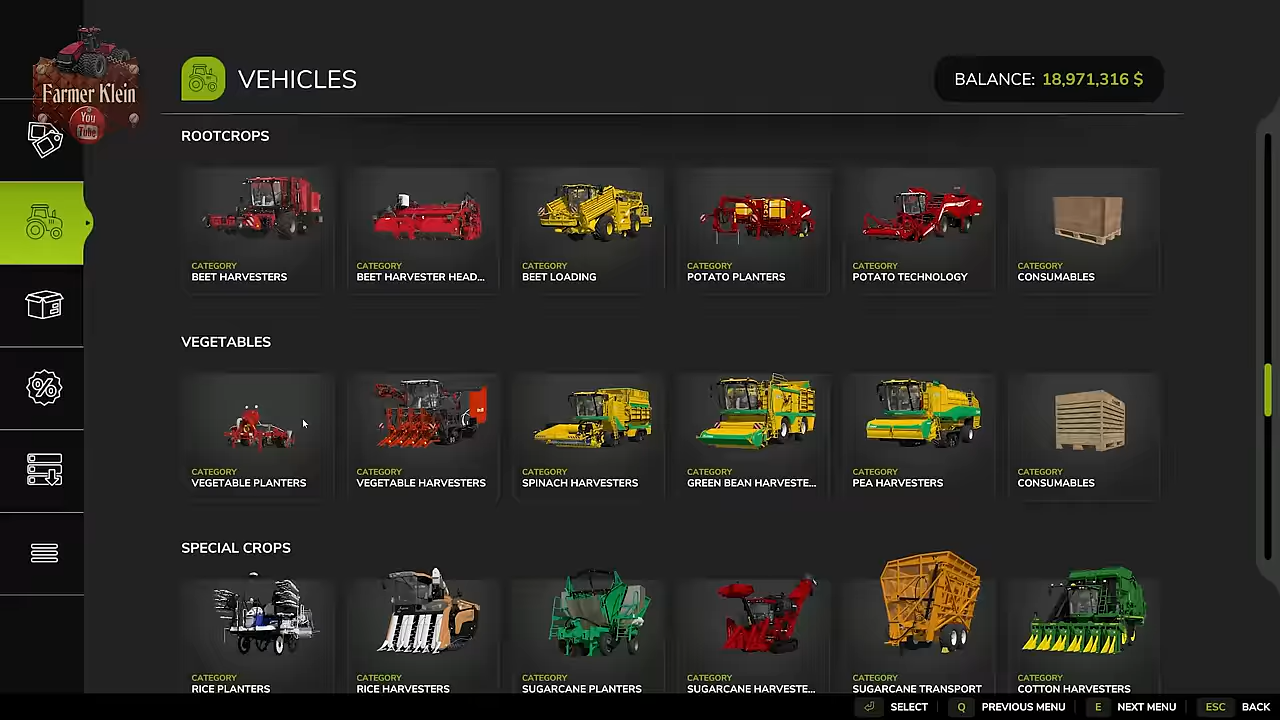 Farmer Klein
You
Tube
VEHICLES
BALANCE: 18,971,316 $
ROOTCROPS
CATEGORY
BEET HARVESTERS
CATEGORY
BEET HARVESTER HEAD...
CATEGORY
BEET LOADING
CATEGORY
POTATO PLANTERS
CATEGORY
POTATO TECHNOLOGY
CATEGORY
CONSUMABLES
VEGETABLES
CATEGORY
VEGETABLE PLANTERS
CATEGORY
VEGETABLE HARVESTERS
CATEGORY
SPINACH HARVESTERS
CATEGORY
GREEN BEAN HARVESTE...
CATEGORY
PEA HARVESTERS
CATEGORY
CONSUMABLES
SPECIAL CROPS
CATEGORY
RICE PLANTERS
CATEGORY
RICE HARVESTERS
CATEGORY
SUGARCANE PLANTERS
CATEGORY
SUGARCANE HARVESTE...
CATEGORY
SUGARCANE TRANSPORT
CATEGORY
COTTON HARVESTERS
SELECT
Q PREVIOUS MENU
E NEXT MENU
ESC BACK